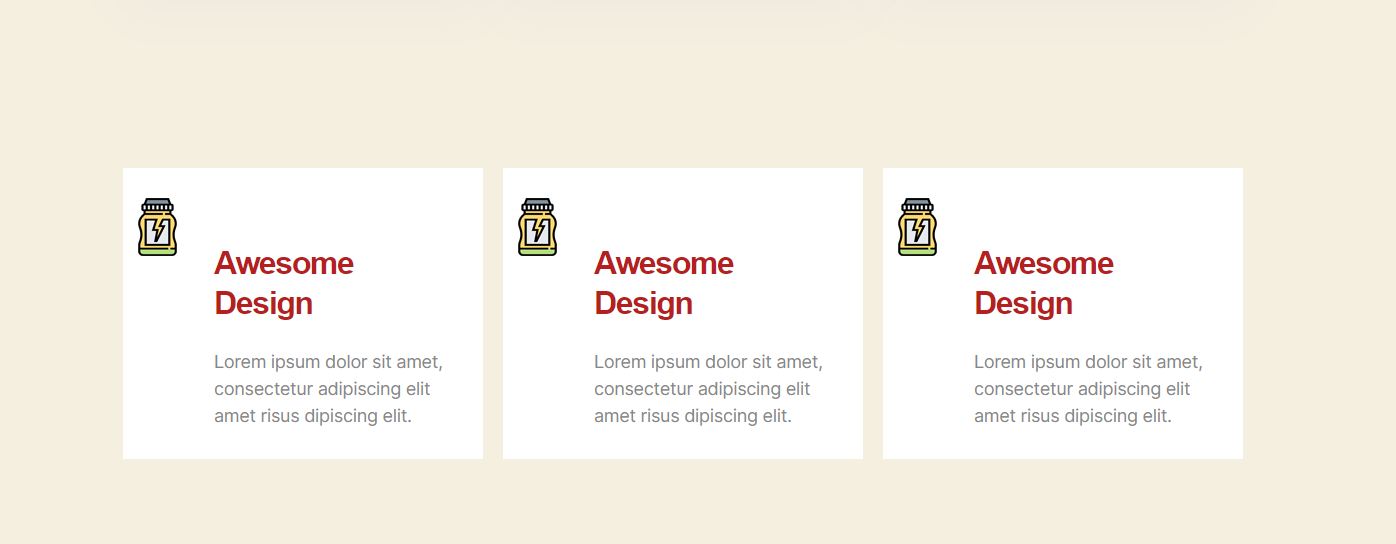 Awesome
Design
Lorem ipsum dolor sit amet,
consectetur adipiscing elit
amet risus dipiscing elit.
Awesome
Design
Lorem ipsum dolor sit amet,
consectetur adipiscing elit
amet risus dipiscing elit.
Awesome
Design
Lorem ipsum dolor sit amet,
consectetur adipiscing elit
amet risus dipiscing elit.